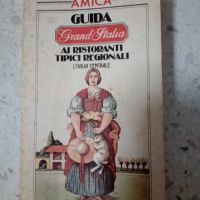 AMICA
GUIDA
Grand'Italia
AI RISTORANTI
TIPICI REGIONALI
L'ITALIA CENTRALE